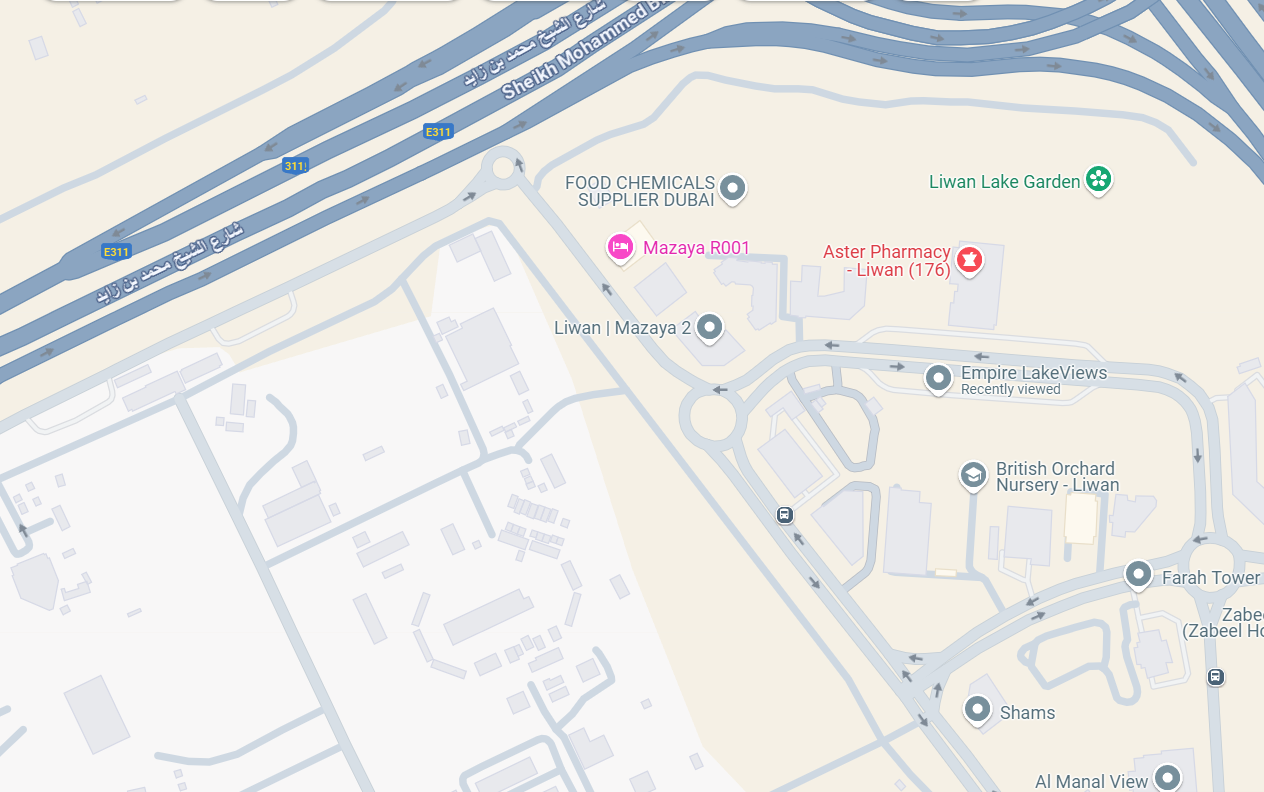 شارع الشيخ محمد بن زايد
Sheikh Mohammed Bi
E311
311
FOOD CHEMICALS
SUPPLIER DUBAI
Liwan Lake Garden
E311
شارع الشيخ محمد بن زايد
Mazaya R001
Aster Pharmacy
- Liwan (176)
Liwan | Mazaya 2
Empire LakeViews
Recently viewed
British Orchard
Nursery - Liwan
Farah Tower
Zabee
(Zabeel Ho
Shams
Al Manal View